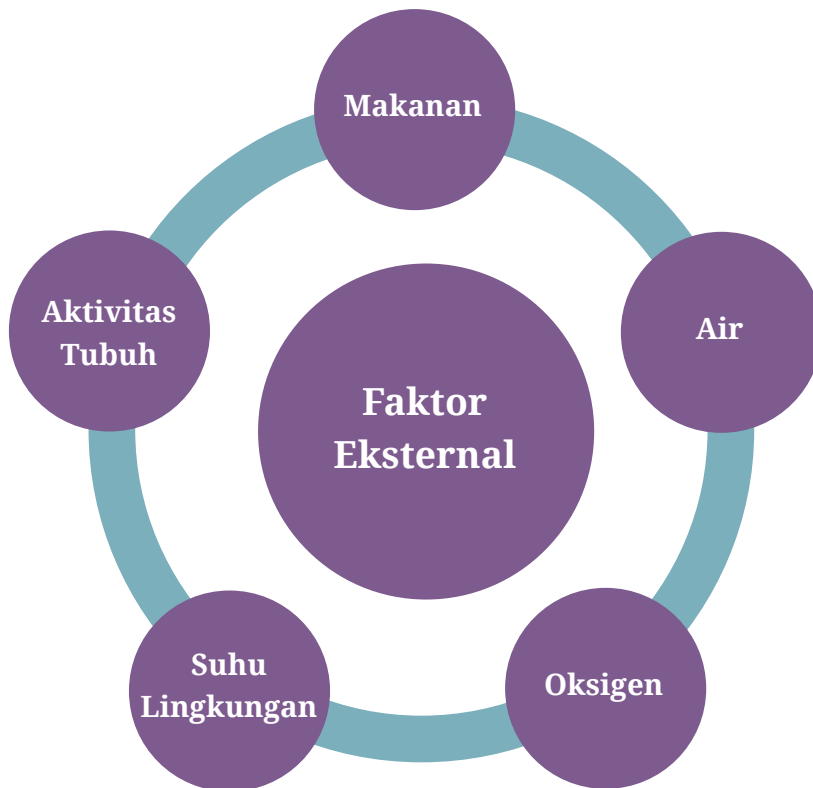 Makanan
Aktivitas
Tubuh
Air
Faktor
Eksternal
Suhu
Lingkungan
Oksigen